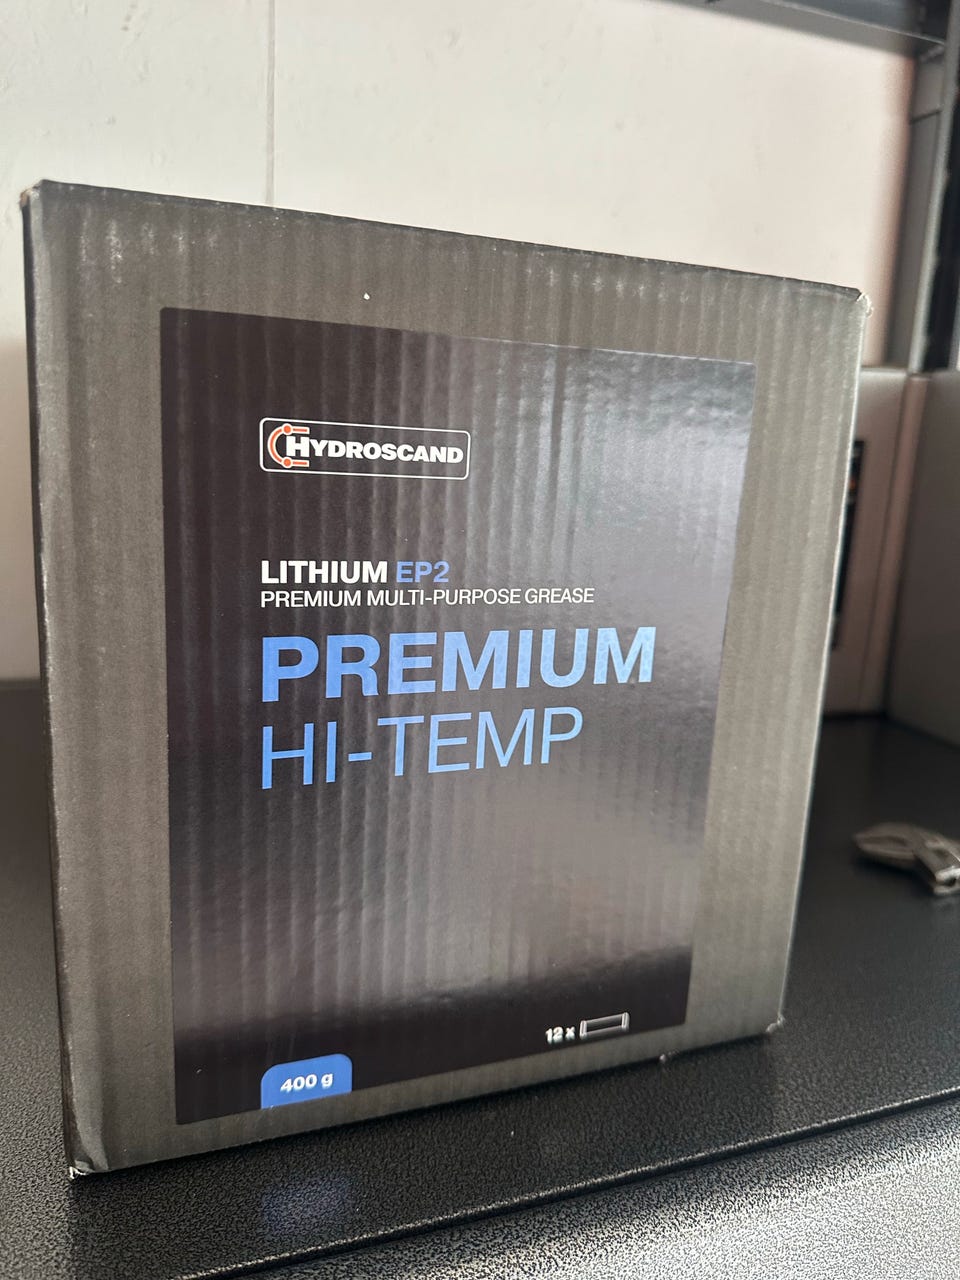 HYDROSCAND
LITHIUM EP2
PREMIUM MULTI-PURPOSE GREASE
PREMIUM
HI-TEMP
12 x
400 g